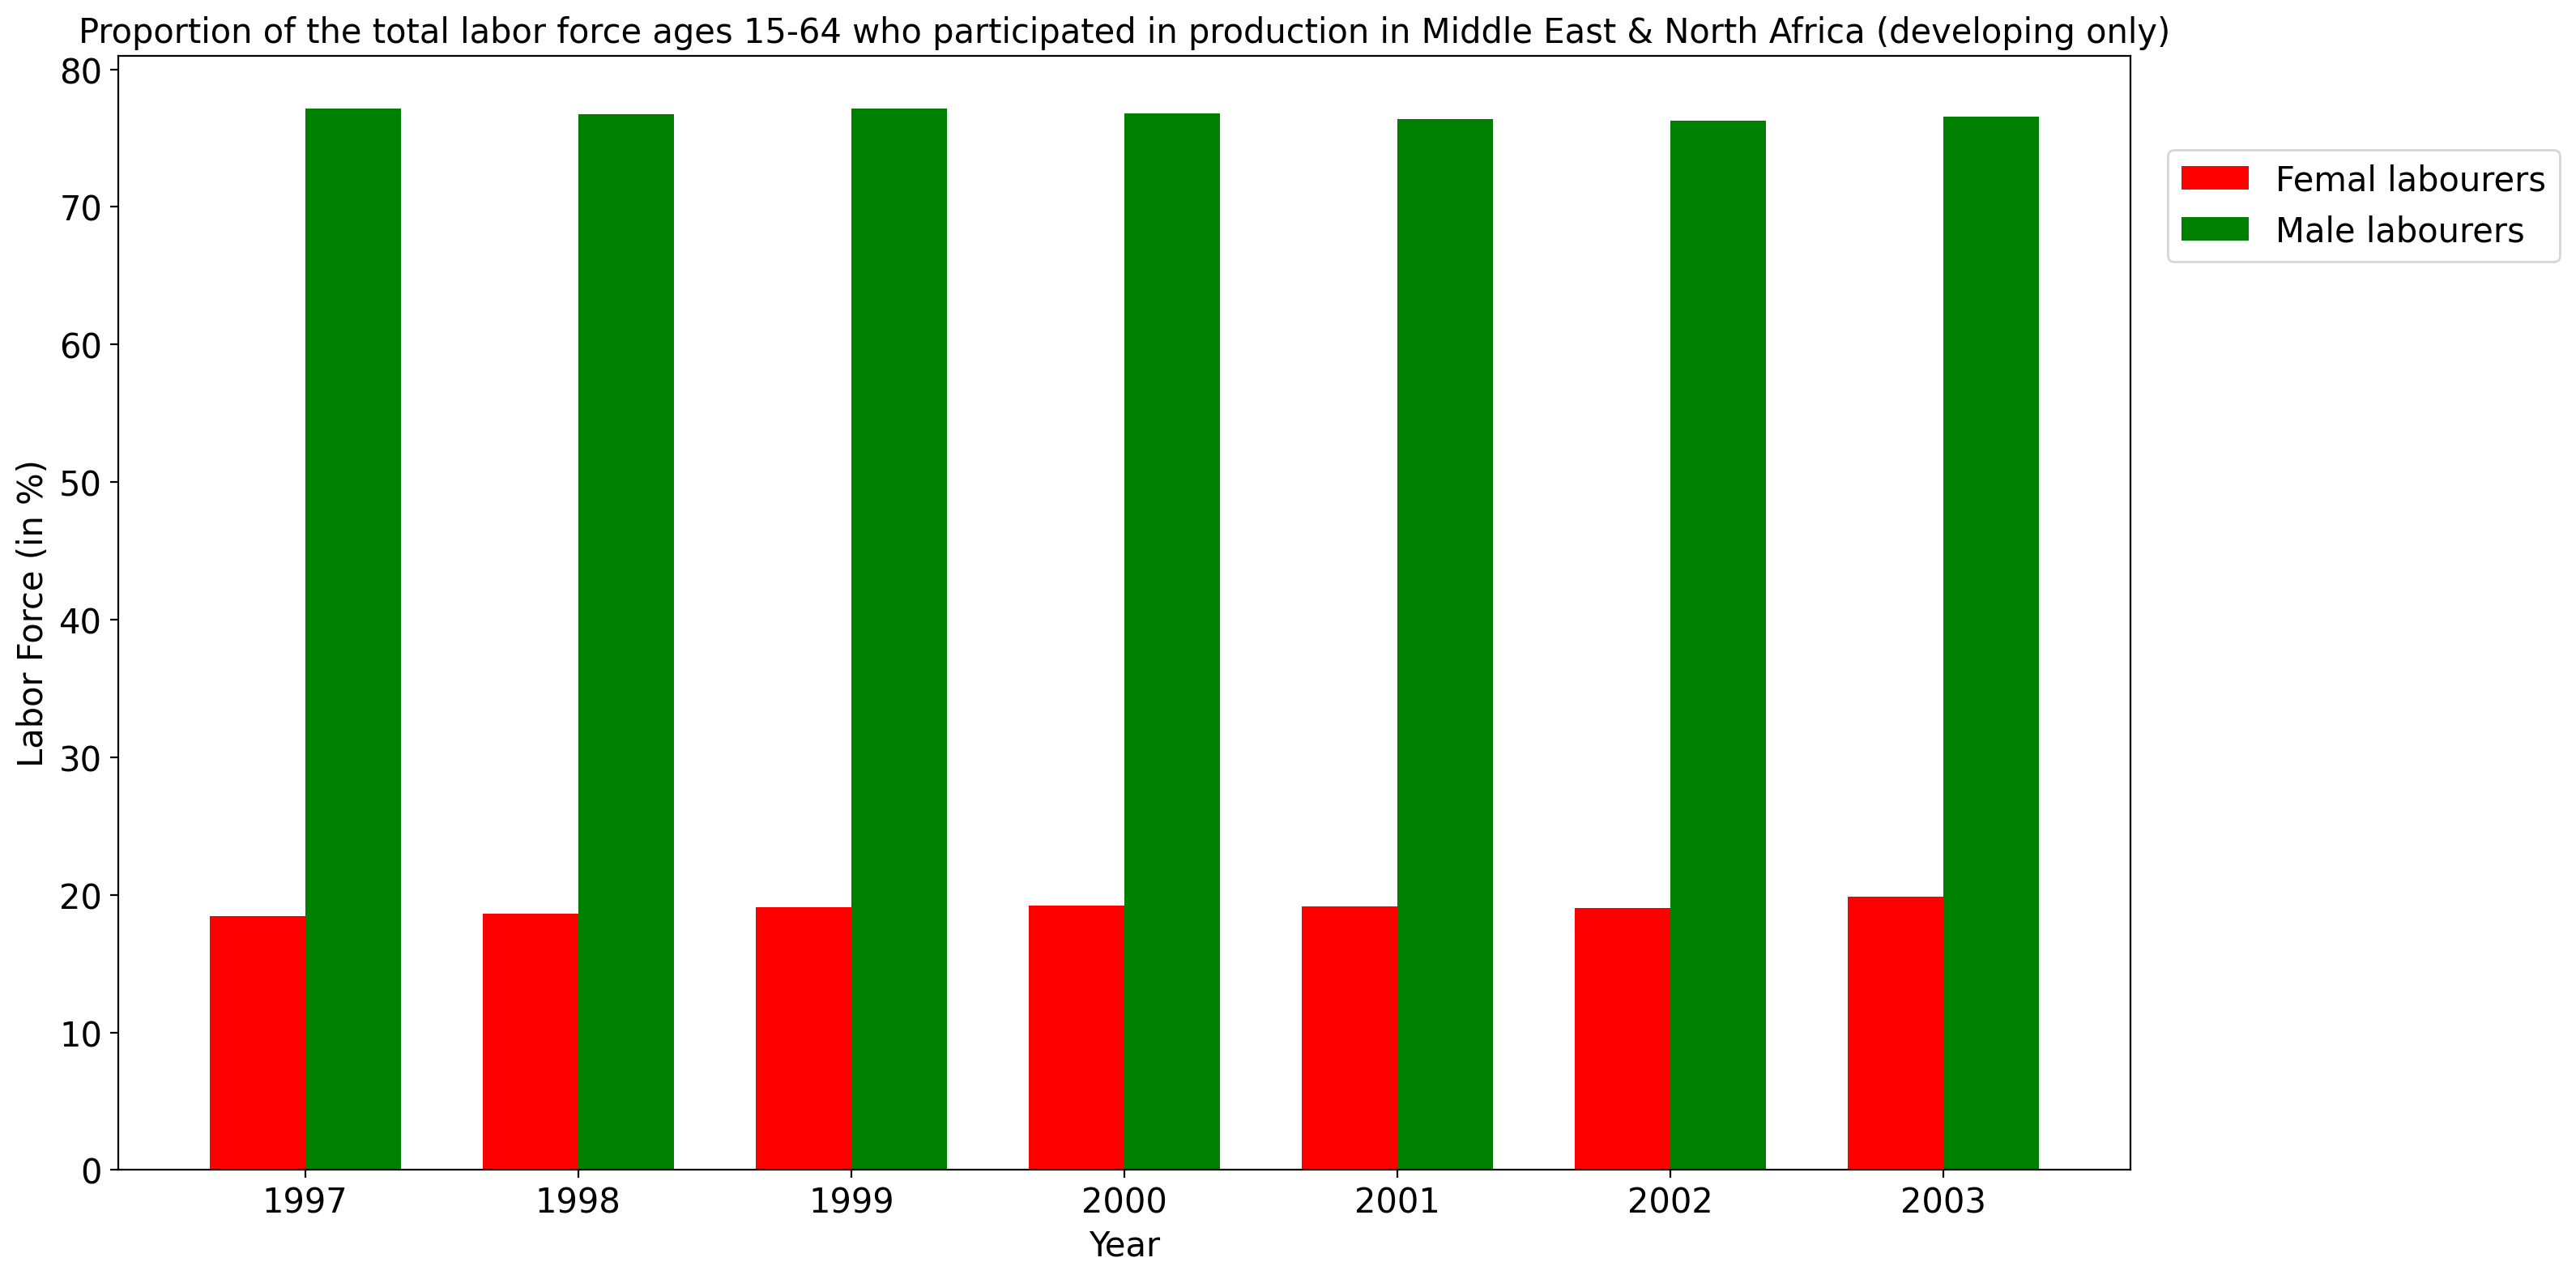 Proportion of the total labor force ages 15-64 who participated in production in Middle East & North Africa (developing only)
80
70
60
50
40
30
20
10
0
Labor Force (in %)
1997 1998 1999 2000 2001 2002 2003
Year
Femal labourers
Male labourers